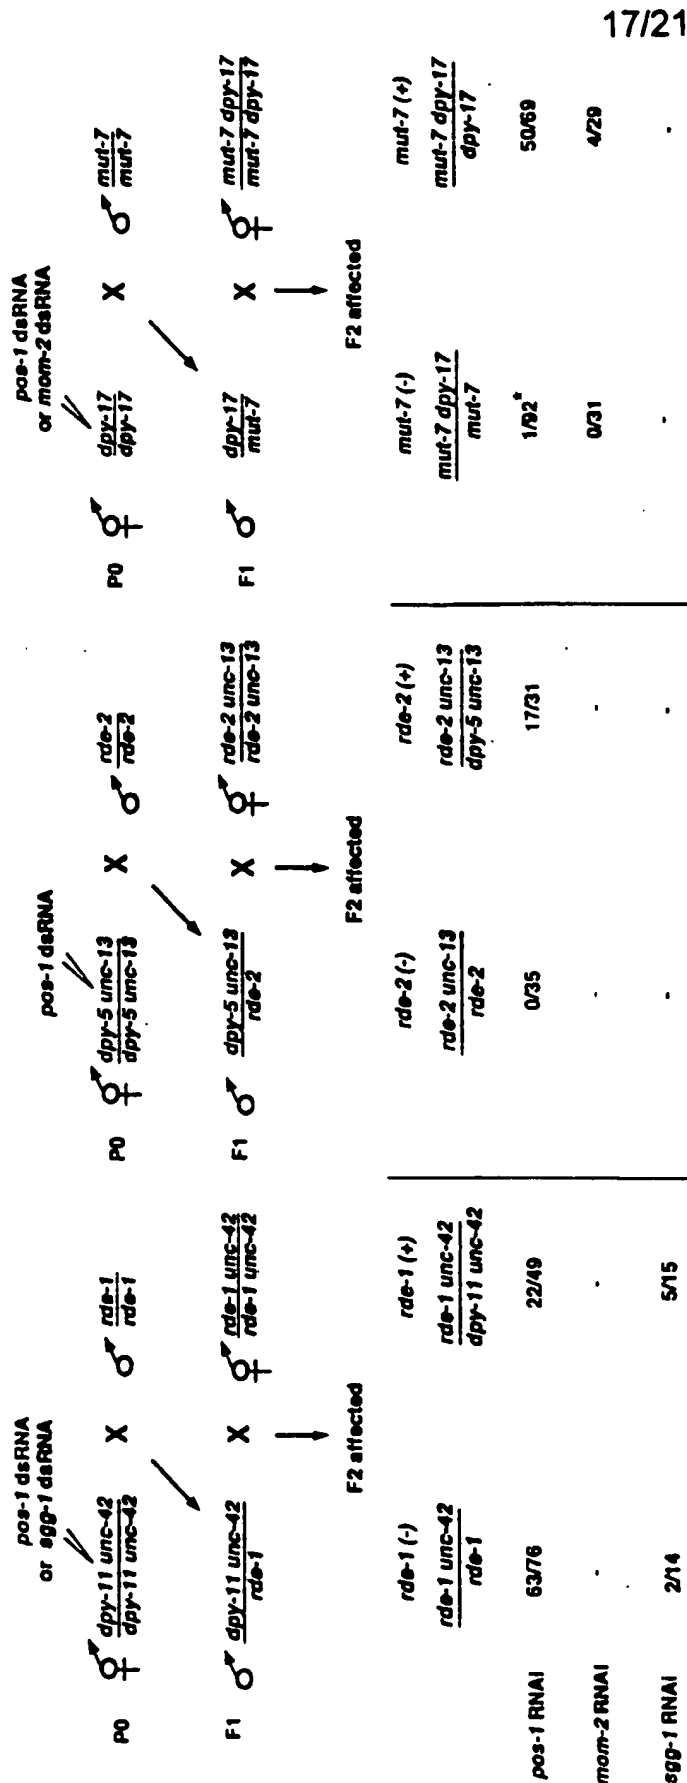 17/21
pos-1 dsRNA
or sgg-1 dsRNA
P0 ⚥ dpy-11 unc-42 X ♂ rde-1
dpy-11 unc-42 rde-1
F1 ♂ dpy-11 unc-42 X ⚥ rde-1 unc-42
rde-1 rde-1 unc-42
F2 affected
rde-1 (-) rde-1 (+)
rde-1 unc-42 rde-1 unc-42
rde-1 dpy-11 unc-42
pos-1 RNAi 63/76 22/49
mom-2 RNAi - -
sgg-1 RNAi 2/14 5/15
pos-1 dsRNA
P0 ⚥ dpy-5 unc-13 X ♂ rde-2
dpy-5 unc-13 rde-2
F1 ♂ dpy-5 unc-13 X ⚥ rde-2 unc-13
rde-2 rde-2 unc-13
F2 affected
rde-2 (-) rde-2 (+)
rde-2 unc-13 rde-2 unc-13
rde-2 dpy-5 unc-13
0/35 17/31
- -
- -
pos-1 dsRNA
or mom-2 dsRNA
P0 ⚥ dpy-17 X ♂ mut-7
dpy-17 mut-7
F1 ♂ dpy-17 X ⚥ mut-7 dpy-17
mut-7 mut-7 dpy-17
F2 affected
mut-7 (-) mut-7 (+)
mut-7 dpy-17 mut-7 dpy-17
mut-7 dpy-17
1/92* 50/69
0/31 4/29
- -